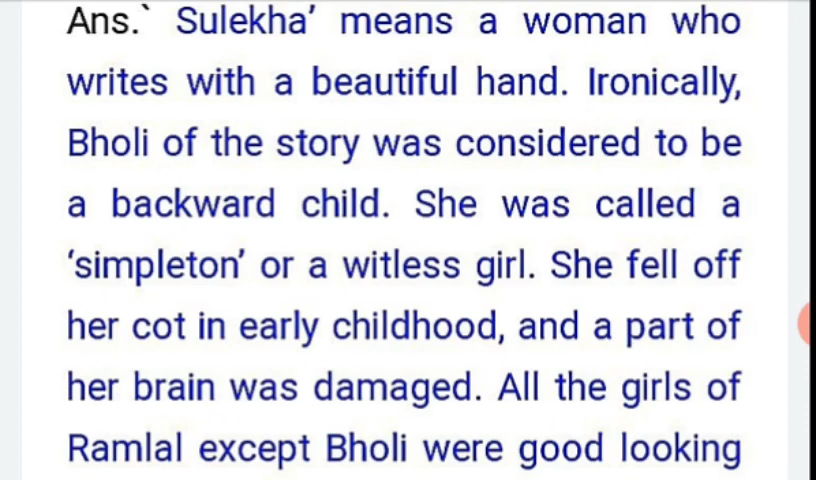 Ans.` Sulekha’ means a woman who
writes with a beautiful hand. Ironically,
Bholi of the story was considered to be
a backward child. She was called a
‘simpleton’ or a witless girl. She fell off
her cot in early childhood, and a part of
her brain was damaged. All the girls of
Ramlal except Bholi were good looking